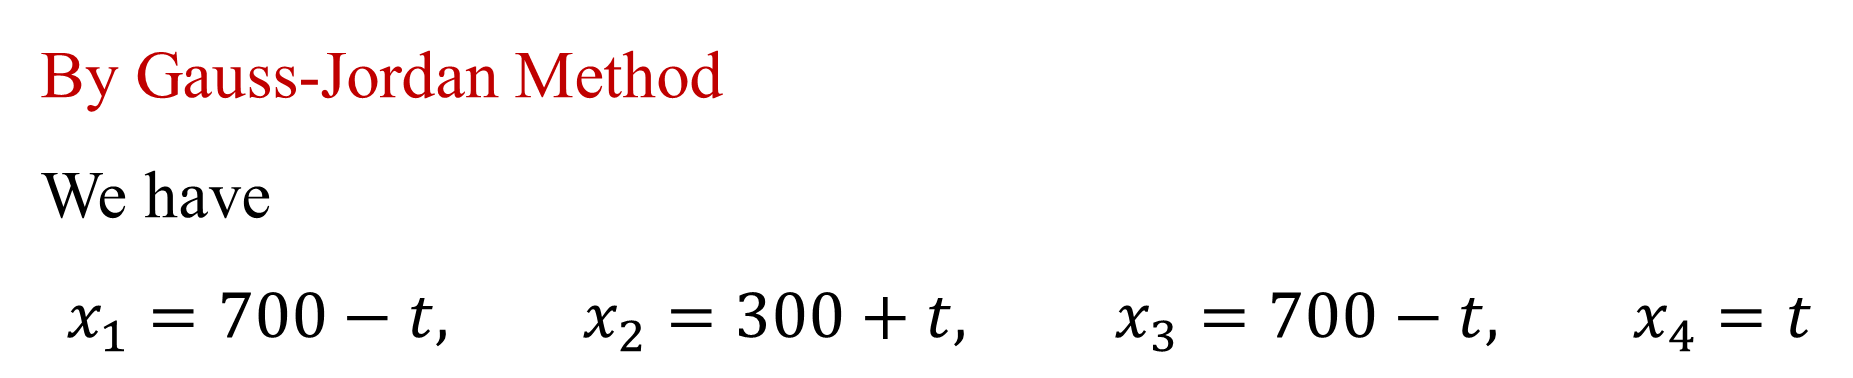 By Gauss-Jordan Method
We have
x₁ = 700 − t, x₂ = 300 + t, x₃ = 700 − t, x₄ = t